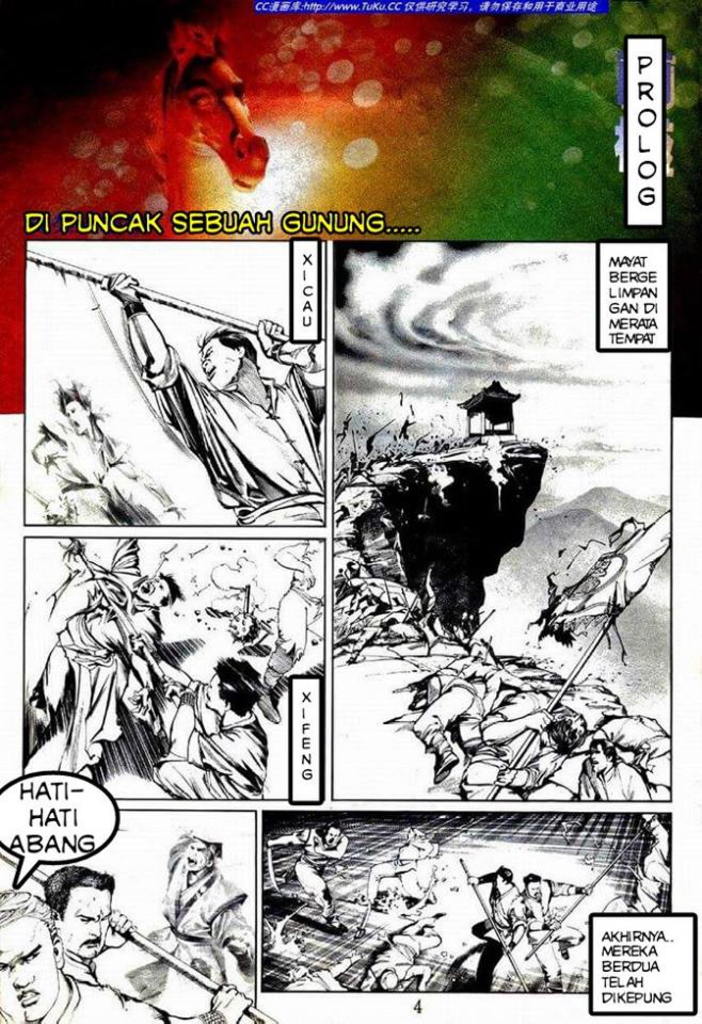 CC漫画库:http://www.TuKu.CC 仅供研究学习。请勿保存和用于商业用途
PROLOG
DI PUNCAK SEBUAH GUNUNG.....
XICAU
MAYAT
BERGE
LIMPAN
GAN DI
MERATA
TEMPAT
XIFENG
HATI-
HATI
ABANG
AKHIRNYA..
MEREKA
BERDUA
TELAH
DIKEPUNG
4